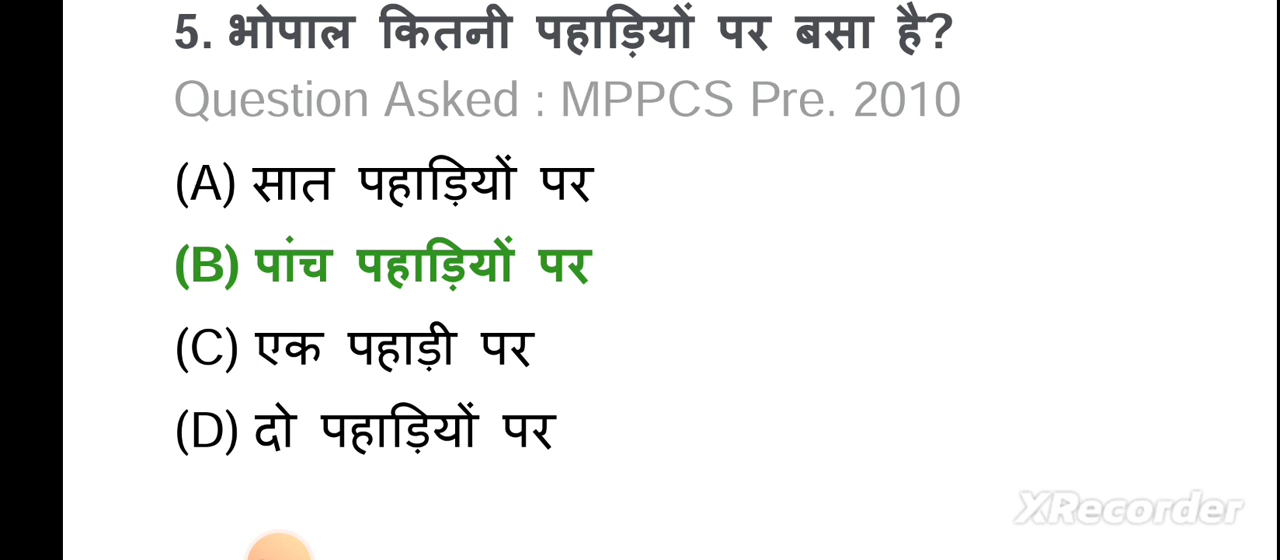 5. भोपाल कितनी पहाड़ियों पर बसा है?
Question Asked : MPPCS Pre. 2010
(A) सात पहाड़ियों पर
(B) पांच पहाड़ियों पर
(C) एक पहाड़ी पर
(D) दो पहाड़ियों पर
XRecorder